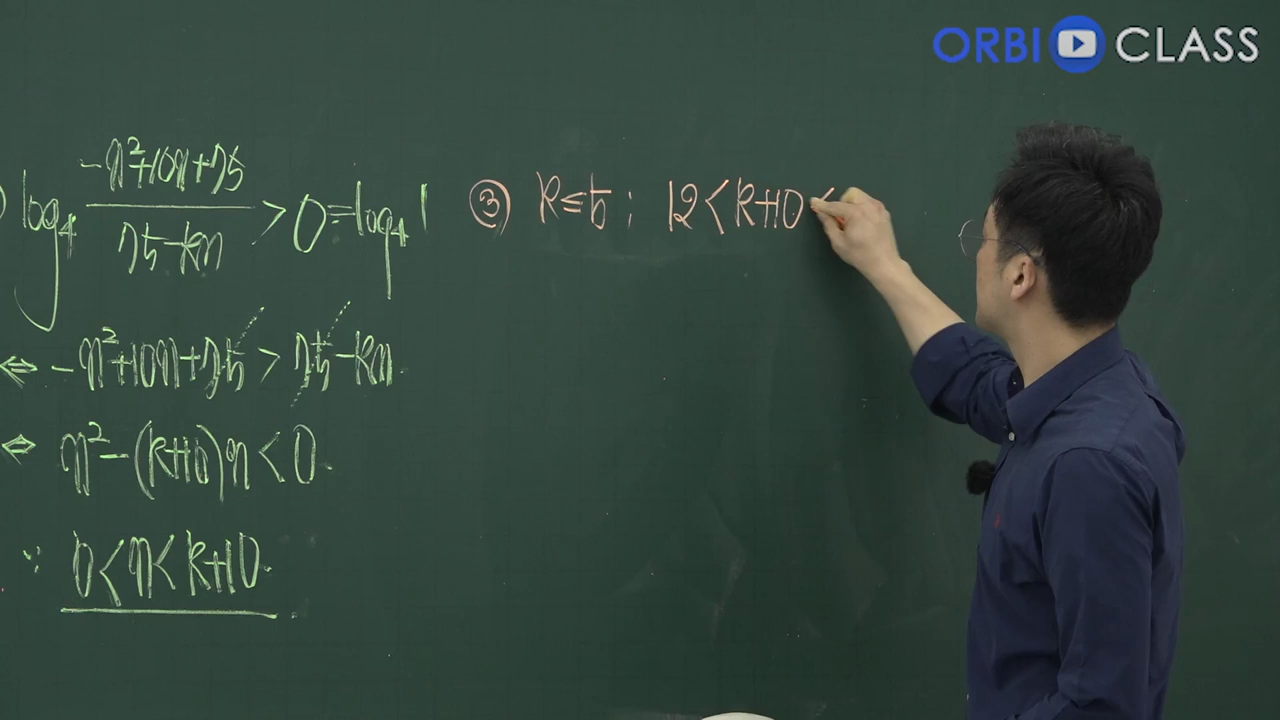 ORBI CLASS
) log₄ (-n²+10n+75)/(75-kn) > 0 = log₄ 1
⇔ -n²+10n+75 > 75-kn.
⇔ n²-(k+10)n < 0.
∵ 0 < n < k+10.
③ k≤5 ; 12 < k+10 <